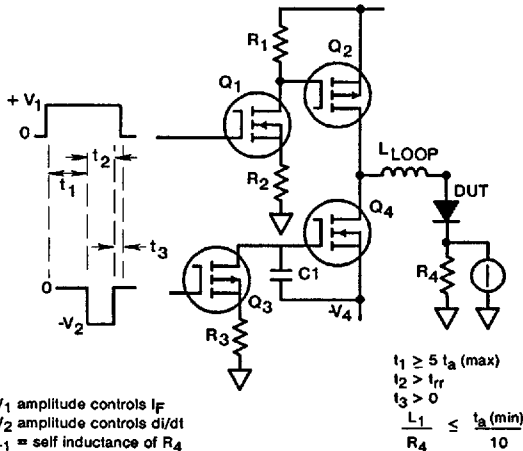 R1
Q2
Q1
+ V1
0
t2
t1
R2
LLOOP
DUT
Q4
t3
0
C1
R4
-V2
Q3
-V4
R3
t1 ≥ 5 ta (max)
t2 > trr
t3 > 0
L1
R4
≤
ta (min)
10
V1 amplitude controls IF
V2 amplitude controls di/dt
= self inductance of R4